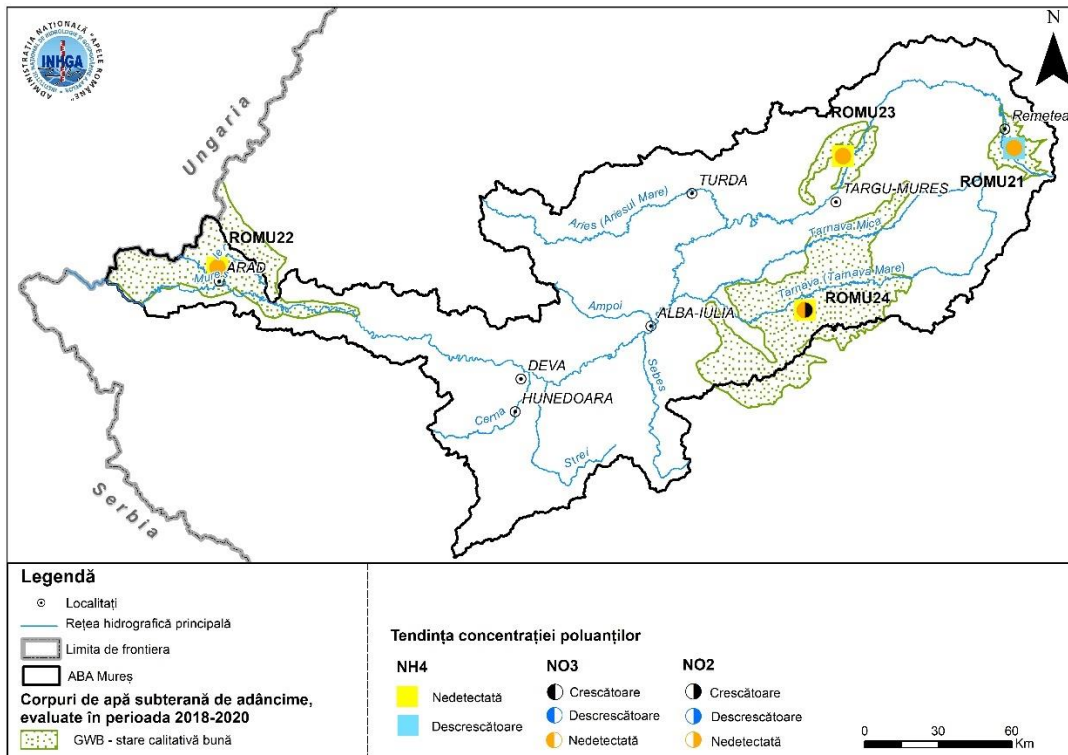 ADMINISTRAȚIA NAȚIONALĂ "APELE ROMÂNE"
INHGA
N
Ungaria
Serbia
ROMU23
Remetea
ROMU21
TURDA
TARGU-MURES
Aries (Ariesul Mare)
Tarnava Mica
ROMU22
ARAD
Mures
Tarnava (Tarnava Mare)
ROMU24
Ampoi
ALBA-IULIA
DEVA
HUNEDOARA
Cerna
Sebes
Strei
Legendă
Localitați
Rețea hidrografică principală
Limita de frontiera
ABA Mureș
Corpuri de apă subterană de adâncime,
evaluate în perioada 2018-2020
GWB - stare calitativă bună
Tendința concentrației poluanților
NH4
Nedetectată
Descrescătoare
NO3
Crescătoare
Descrescătoare
Nedetectată
NO2
Crescătoare
Descrescătoare
Nedetectată
0 30 60
Km